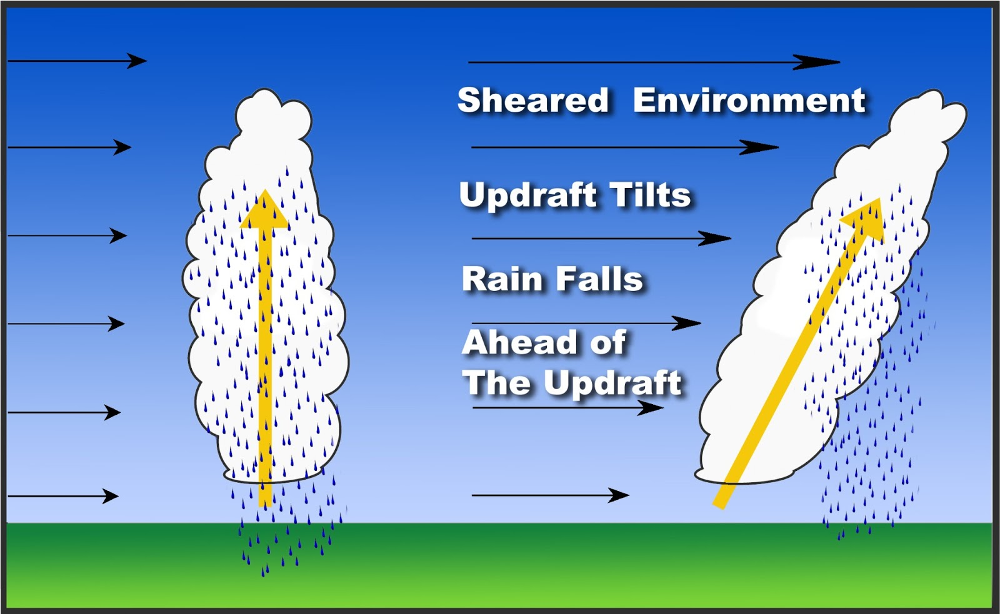 Sheared Environment
Updraft Tilts
Rain Falls
Ahead of
The Updraft